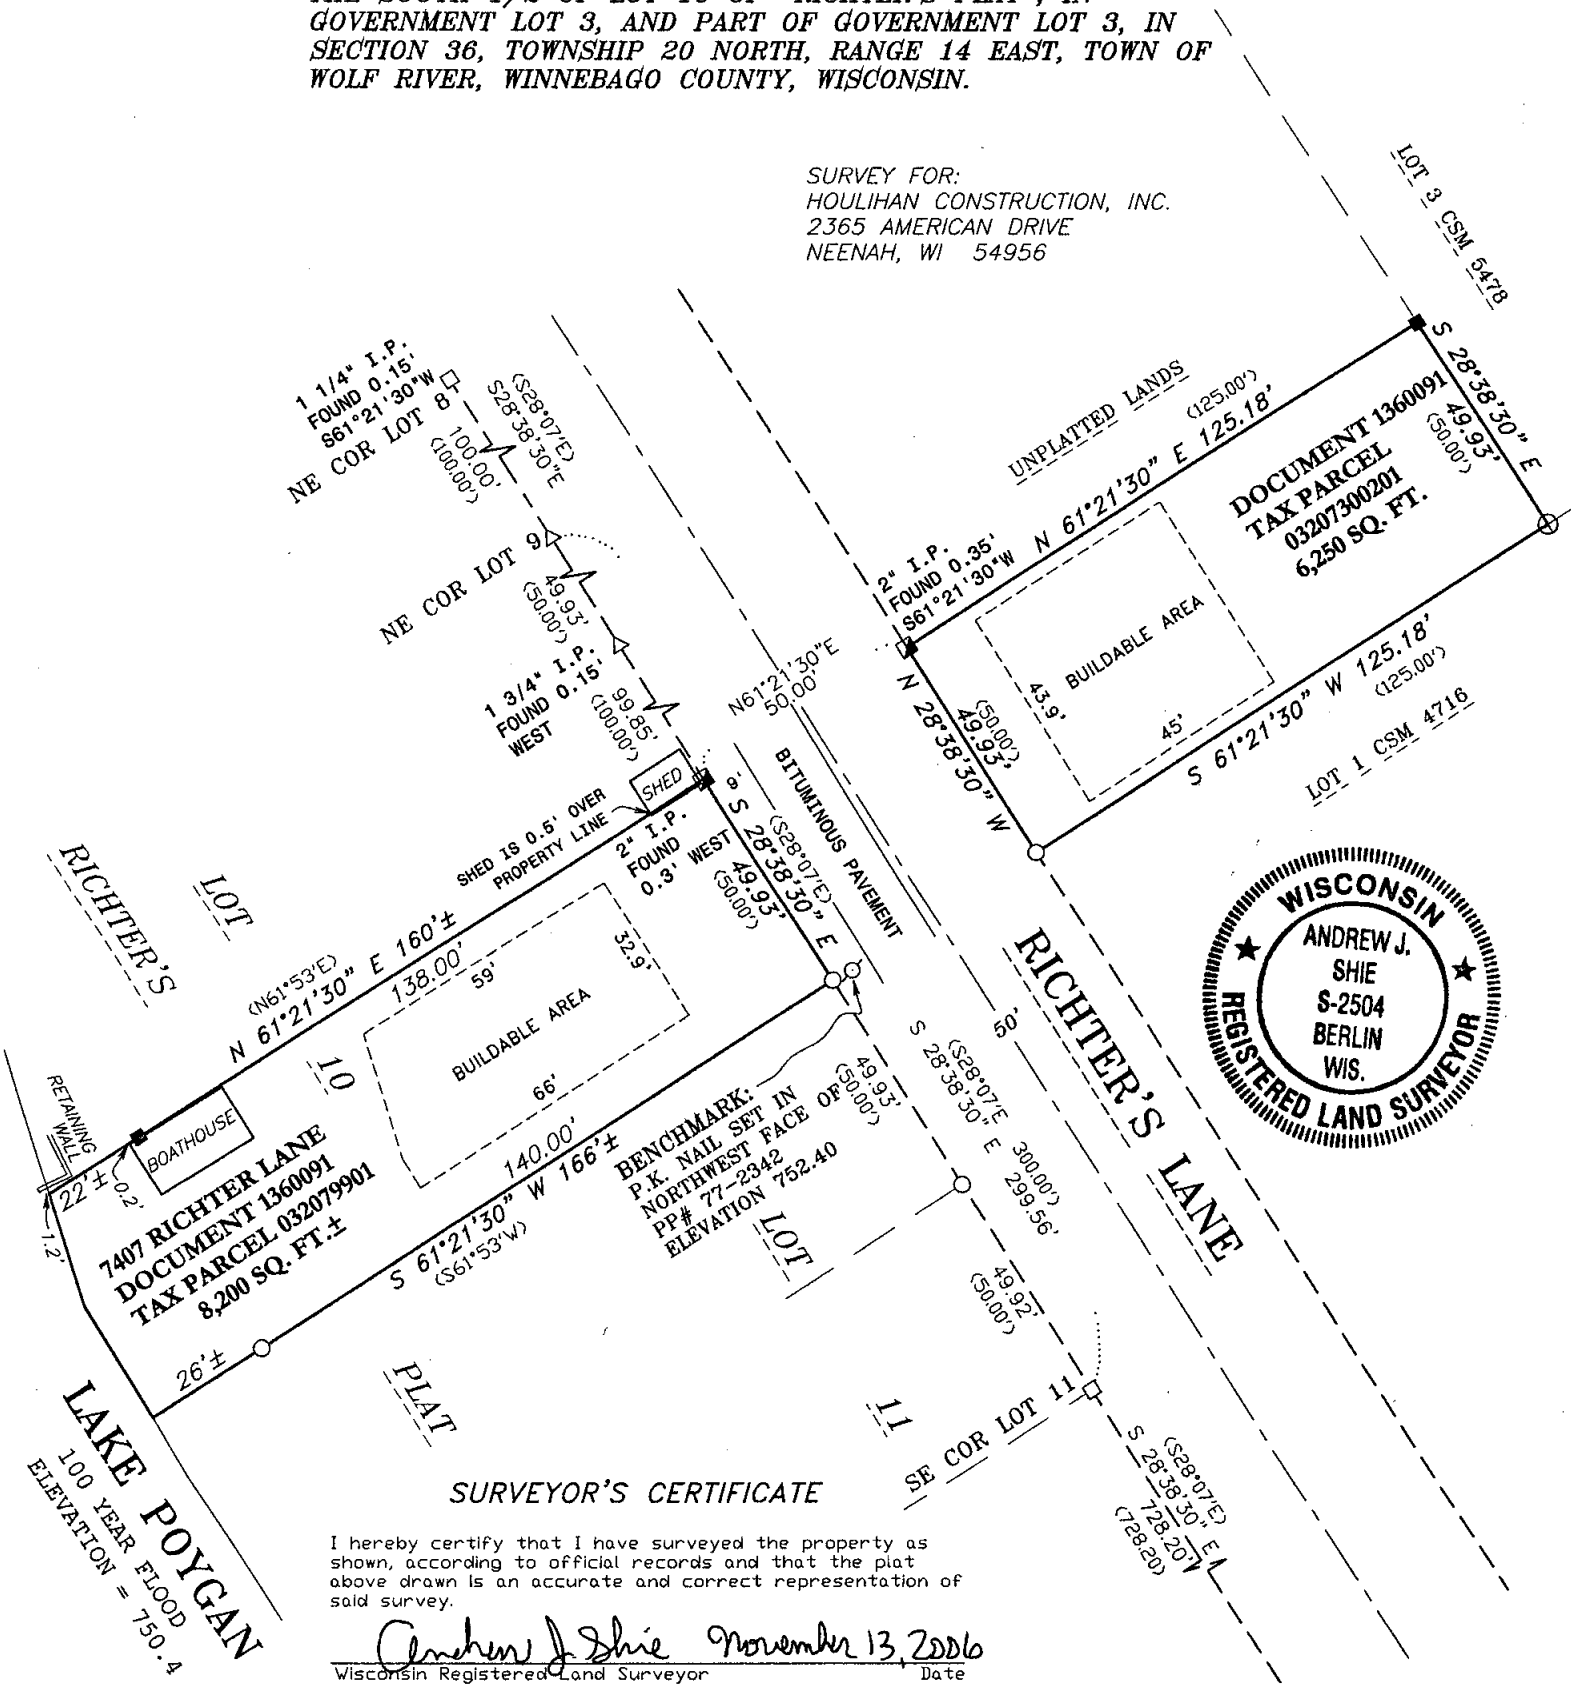 GOVERNMENT LOT 3, AND PART OF GOVERNMENT LOT 3, IN
SECTION 36, TOWNSHIP 20 NORTH, RANGE 14 EAST, TOWN OF
WOLF RIVER, WINNEBAGO COUNTY, WISCONSIN.
SURVEY FOR:
HOULIHAN CONSTRUCTION, INC.
2365 AMERICAN DRIVE
NEENAH, WI 54956
LOT 3 CSM 5478
1 1/4" I.P.
FOUND 0.15'
S61°21'30"W
NE COR LOT 8
(S28°07'E)
S28°38'30"E
100.00'
(100.00')
NE COR LOT 9
49.93'
(50.00')
1 3/4" I.P.
FOUND 0.15'
WEST
99.85'
(100.00')
UNPLATTED LANDS
(125.00')
N 61°21'30" E 125.18'
S 28°38'30" E
49.93'
(50.00')
DOCUMENT 1360091
TAX PARCEL
03207300201
6,250 SQ. FT.
2" I.P.
FOUND 0.35'
S61°21'30"W
BUILDABLE AREA
43.9'
45'
N 28°38'30" W
49.93'
(50.00')
S 61°21'30" W 125.18'
(125.00')
LOT 1 CSM 4716
N61°21'30"E
50.00'
BITUMINOUS PAVEMENT
SHED
9'
SHED IS 0.5' OVER
PROPERTY LINE
2" I.P.
FOUND
0.3' WEST
(S28°07'E)
S 28°38'30" E
49.93'
(50.00')
RICHTER'S
LOT
10
(N61°53'E)
N 61°21'30" E 160'±
138.00'
59'
32.9'
BUILDABLE AREA
66'
140.00'
S 61°21'30" W 166'±
(S61°53'W)
RETAINING
WALL
BOATHOUSE
22'±
0.2'
1.2'
7407 RICHTER LANE
DOCUMENT 1360091
TAX PARCEL 032079901
8,200 SQ. FT.±
26'±
BENCHMARK:
P.K. NAIL SET IN
NORTHWEST FACE OF
PP# 77-2342
ELEVATION 752.40
49.93'
(50.00')
(S28°07'E 300.00')
S 28°38'30" E 299.56'
50'
RICHTER'S LANE
WISCONSIN
ANDREW J.
SHIE
S-2504
BERLIN
WIS.
REGISTERED LAND SURVEYOR
LOT
11
49.92'
(50.00')
PLAT
SE COR LOT 11
(S28°07'E)
S 28°38'30" E
728.20'
(728.20)
LAKE POYGAN
100 YEAR FLOOD
ELEVATION = 750.4
SURVEYOR'S CERTIFICATE
I hereby certify that I have surveyed the property as
shown, according to official records and that the plat
above drawn is an accurate and correct representation of
said survey.
Andrew J. Shie November 13, 2006
Wisconsin Registered Land Surveyor Date